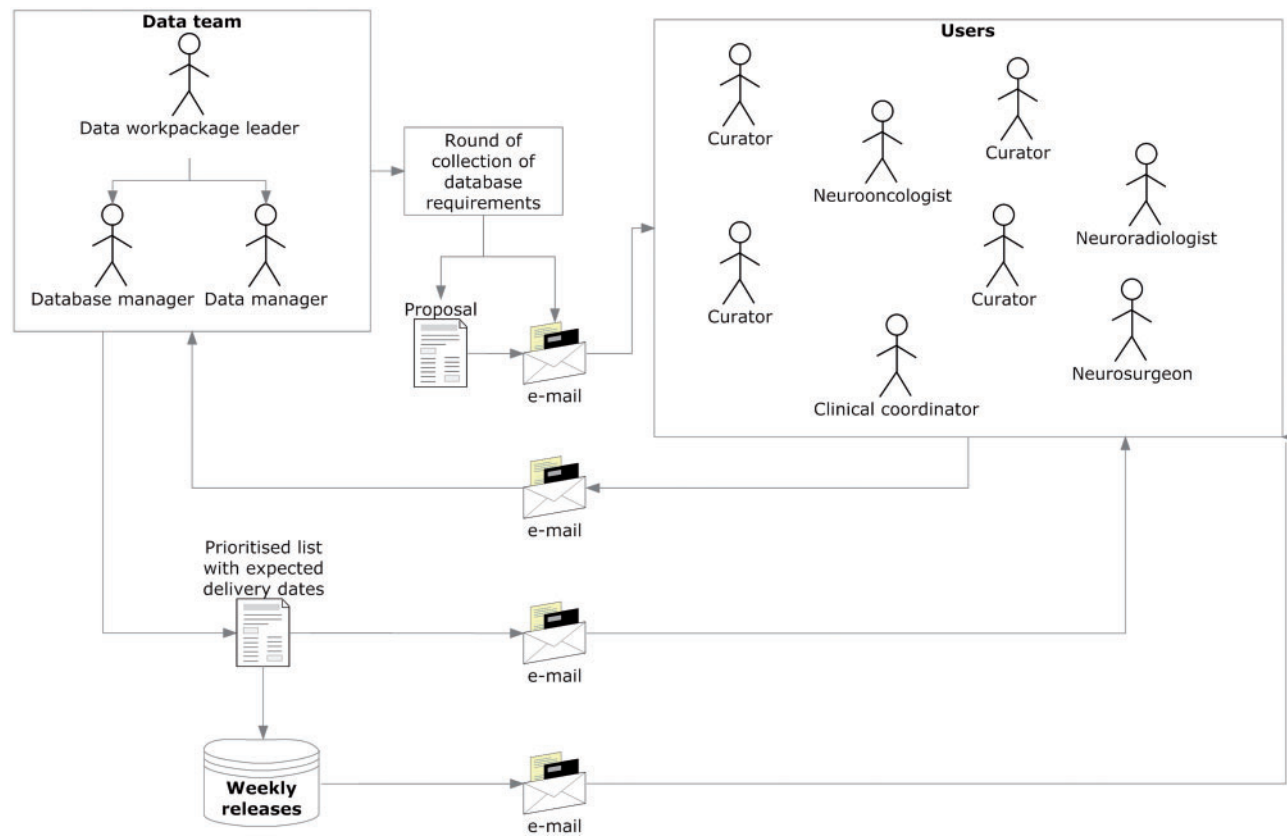 Data team
Data workpackage leader
Database manager
Data manager
Round of
collection of
database
requirements
Proposal
e-mail
Users
Curator
Curator
Neurooncologist
Neuroradiologist
Curator
Curator
Neurosurgeon
Clinical coordinator
e-mail
Prioritised list
with expected
delivery dates
e-mail
Weekly
releases
e-mail